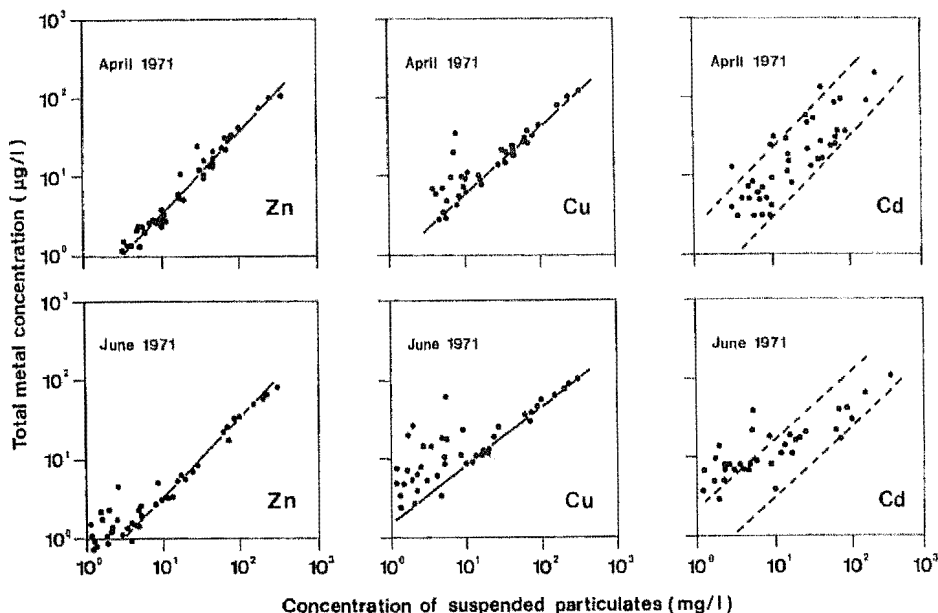 Total metal concentration (µg/l)
10³
10²
10¹
10⁰
April 1971
Zn
April 1971
Cu
April 1971
Cd
10³
10²
10¹
10⁰
June 1971
Zn
June 1971
Cu
June 1971
Cd
10⁰ 10¹ 10² 10³
10⁰ 10¹ 10² 10³
10⁰ 10¹ 10² 10³
Concentration of suspended particulates (mg/l)